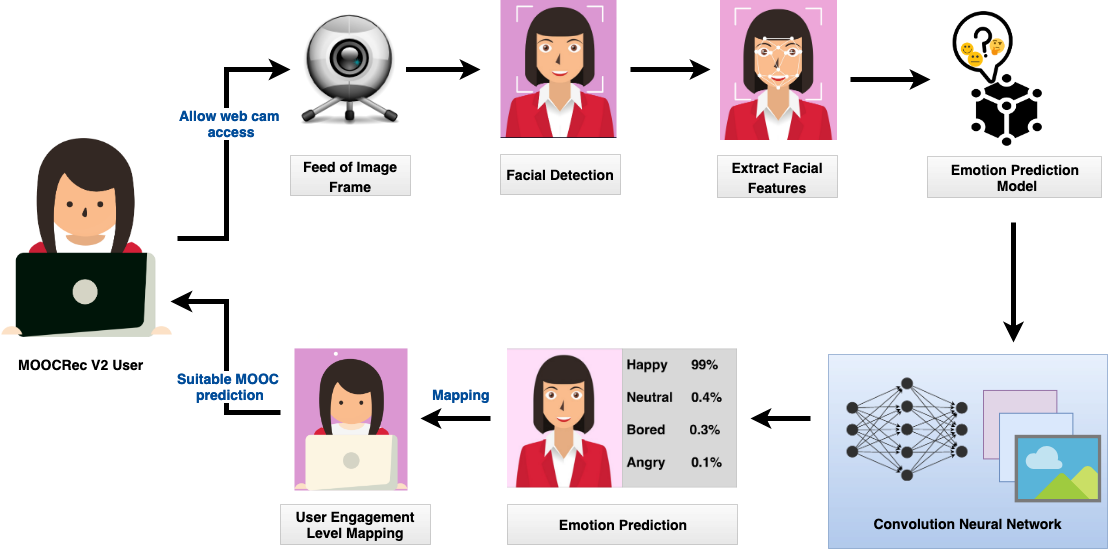 Allow web cam
access
Feed of Image
Frame
Facial Detection
Extract Facial
Features
Emotion Prediction
Model
?
MOOCRec V2 User
Suitable MOOC
prediction
User Engagement
Level Mapping
Mapping
Happy 99%
Neutral 0.4%
Bored 0.3%
Angry 0.1%
Emotion Prediction
Convolution Neural Network